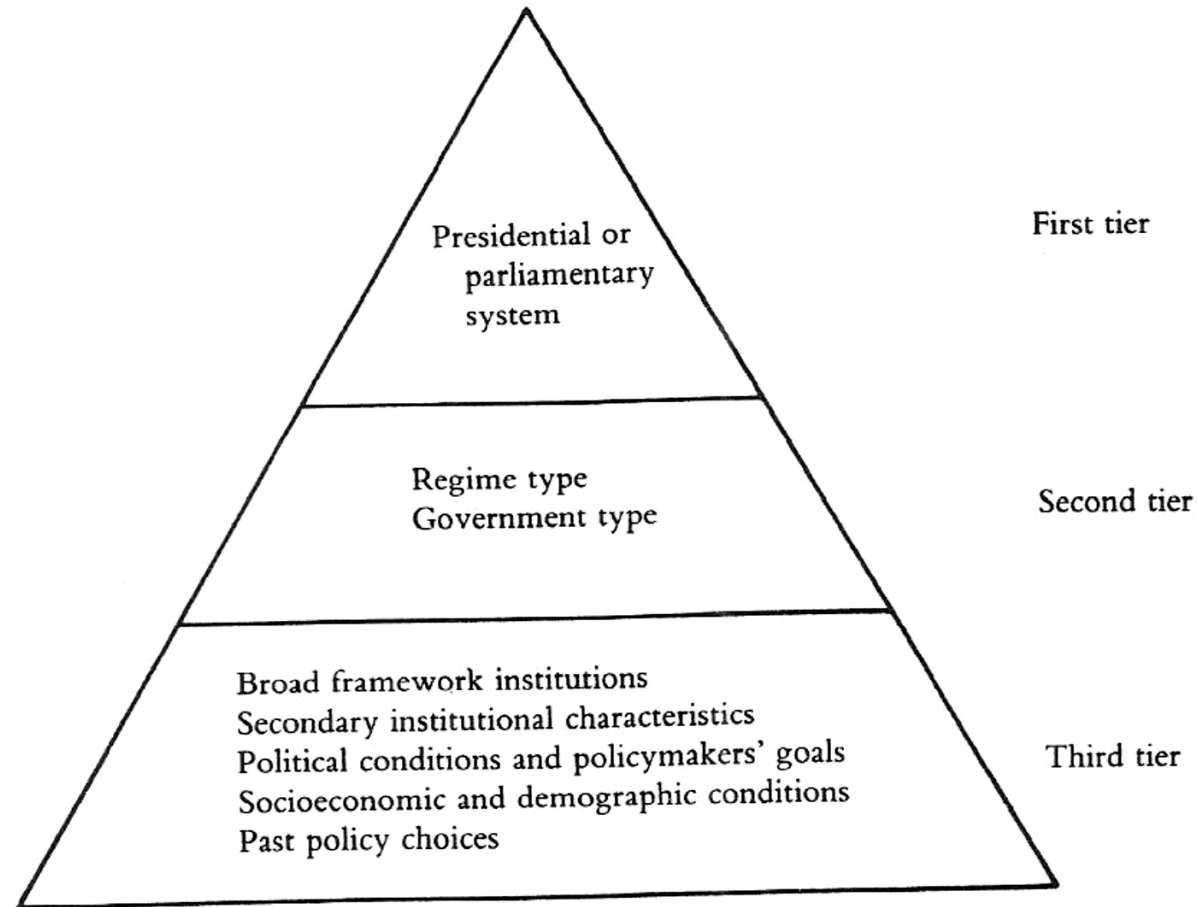 Presidential or
parliamentary
system
First tier
Regime type
Government type
Second tier
Broad framework institutions
Secondary institutional characteristics
Political conditions and policymakers' goals
Socioeconomic and demographic conditions
Past policy choices
Third tier